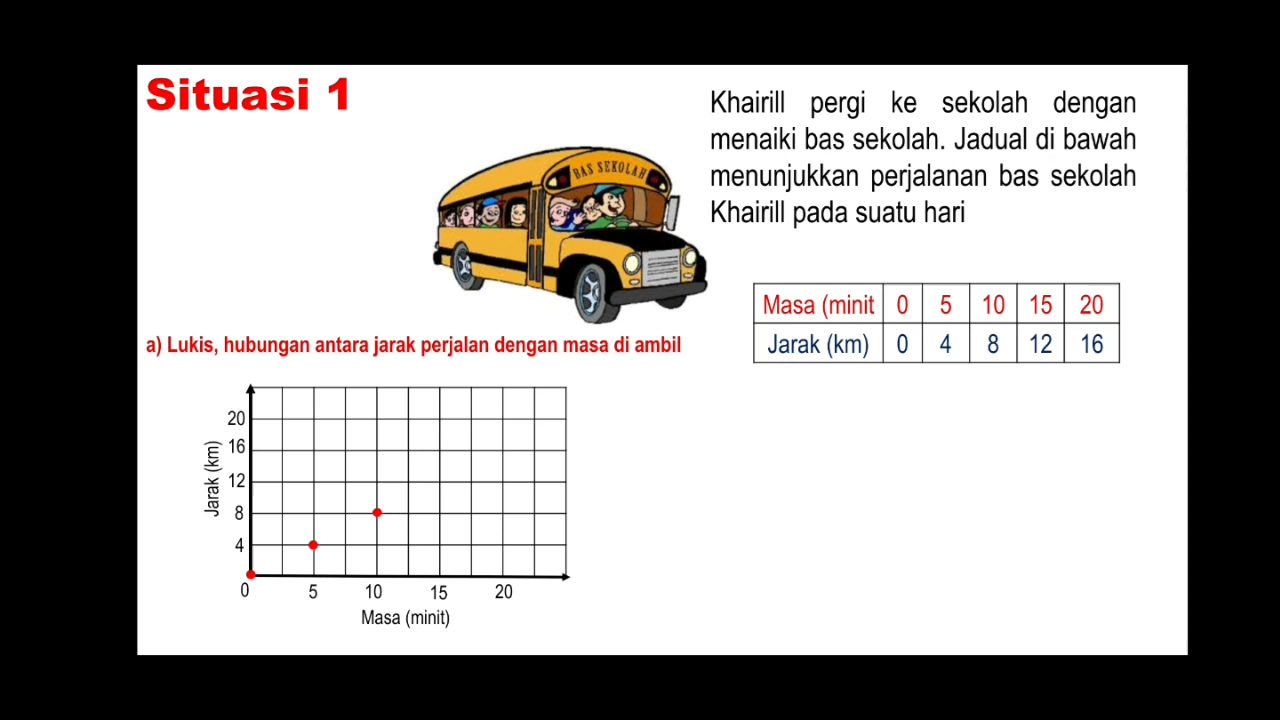 Situasi 1
Khairill pergi ke sekolah dengan
menaiki bas sekolah. Jadual di bawah
menunjukkan perjalanan bas sekolah
Khairill pada suatu hari
BAS SEKOLAH
Masa (minit 0 5 10 15 20
Jarak (km) 0 4 8 12 16
a) Lukis, hubungan antara jarak perjalan dengan masa di ambil
Jarak (km)
20
16
12
8
4
0 5 10 15 20
Masa (minit)